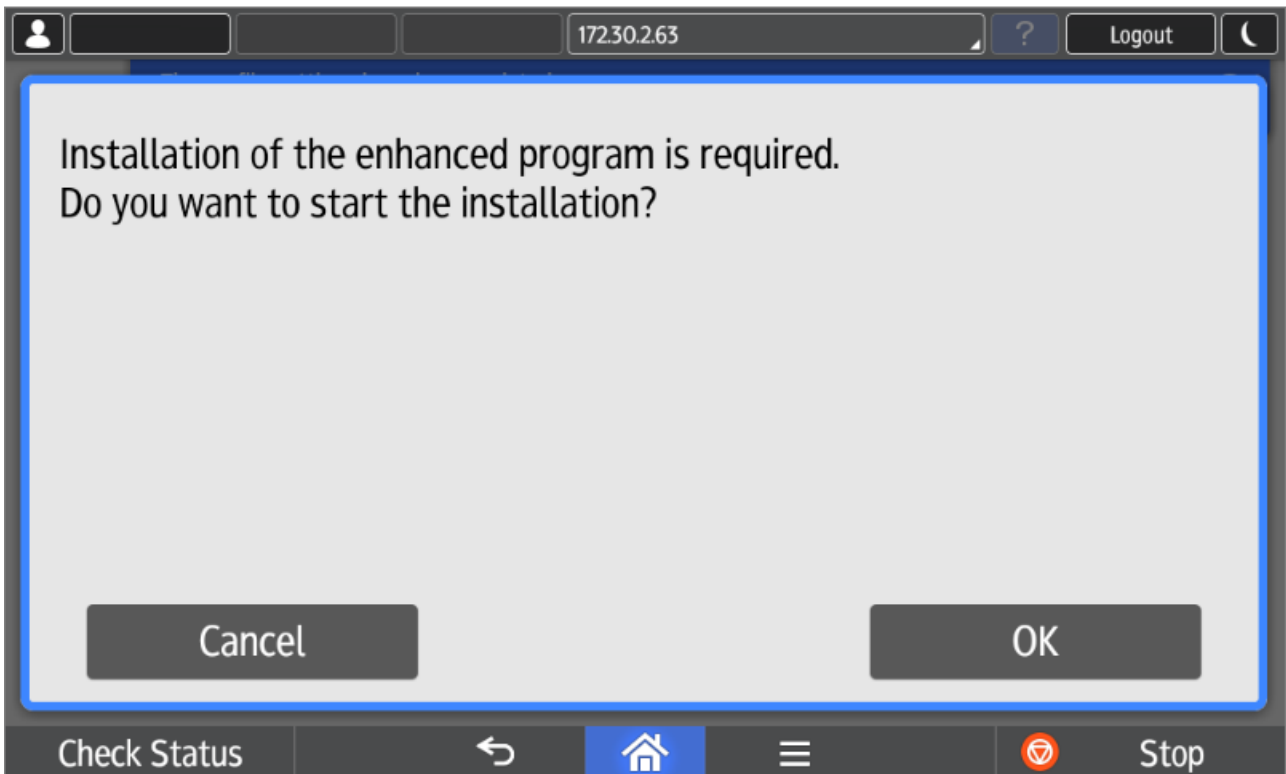 172.30.2.63
?
Logout
Installation of the enhanced program is required.
Do you want to start the installation?
Cancel
OK
Check Status
Stop